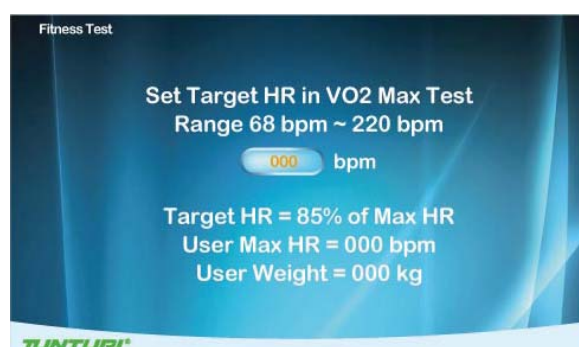 Fitness Test
Set Target HR in VO2 Max Test
Range 68 bpm ~ 220 bpm
000 bpm
Target HR = 85% of Max HR
User Max HR = 000 bpm
User Weight = 000 kg
TUNTURI®